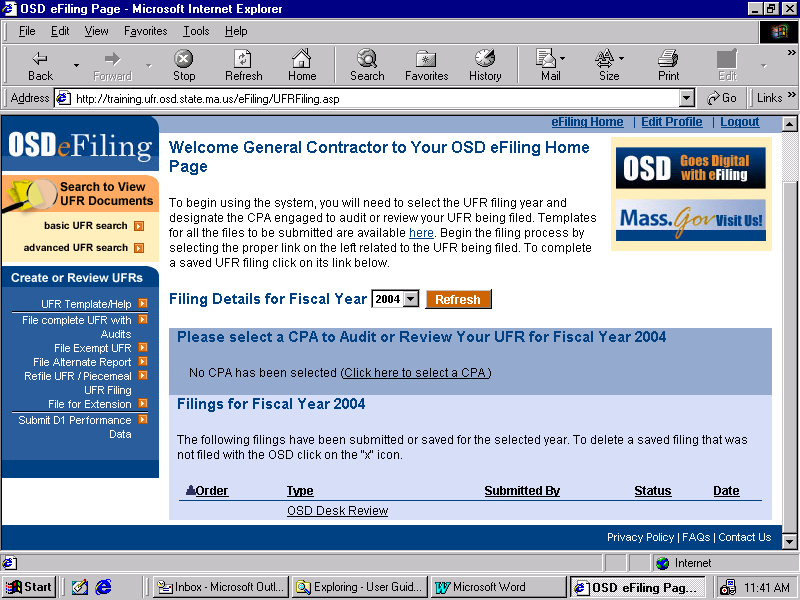 OSD eFiling Page - Microsoft Internet Explorer
File Edit View Favorites Tools Help
Back Forward Stop Refresh Home Search Favorites History Mail Size Print Edit »
Address http://training.ufr.osd.state.ma.us/eFiling/UFRFiling.asp Go Links »
eFiling Home | Edit Profile | Logout
OSD eFiling
Search to View
UFR Documents
basic UFR search
advanced UFR search
Create or Review UFRs
UFR Template/Help
File complete UFR with
Audits
File Exempt UFR
File Alternate Report
Refile UFR / Piecemeal
UFR Filing
File for Extension
Submit D1 Performance
Data
Welcome General Contractor to Your OSD eFiling Home
Page
To begin using the system, you will need to select the UFR filing year and
designate the CPA engaged to audit or review your UFR being filed. Templates
for all the files to be submitted are available here. Begin the filing process by
selecting the proper link on the left related to the UFR being filed. To complete
a saved UFR filing click on its link below.
OSD Goes Digital
with eFiling
Mass.Gov Visit Us!
Filing Details for Fiscal Year 2004 Refresh
Please select a CPA to Audit or Review Your UFR for Fiscal Year 2004
No CPA has been selected (Click here to select a CPA )
Filings for Fiscal Year 2004
The following filings have been submitted or saved for the selected year. To delete a saved filing that was
not filed with the OSD click on the "x" icon.
Order Type Submitted By Status Date
OSD Desk Review
Privacy Policy | FAQs | Contact Us
Internet
Start Inbox - Microsoft Outl... Exploring - User Guid... Microsoft Word OSD eFiling Pag... 11:41 AM